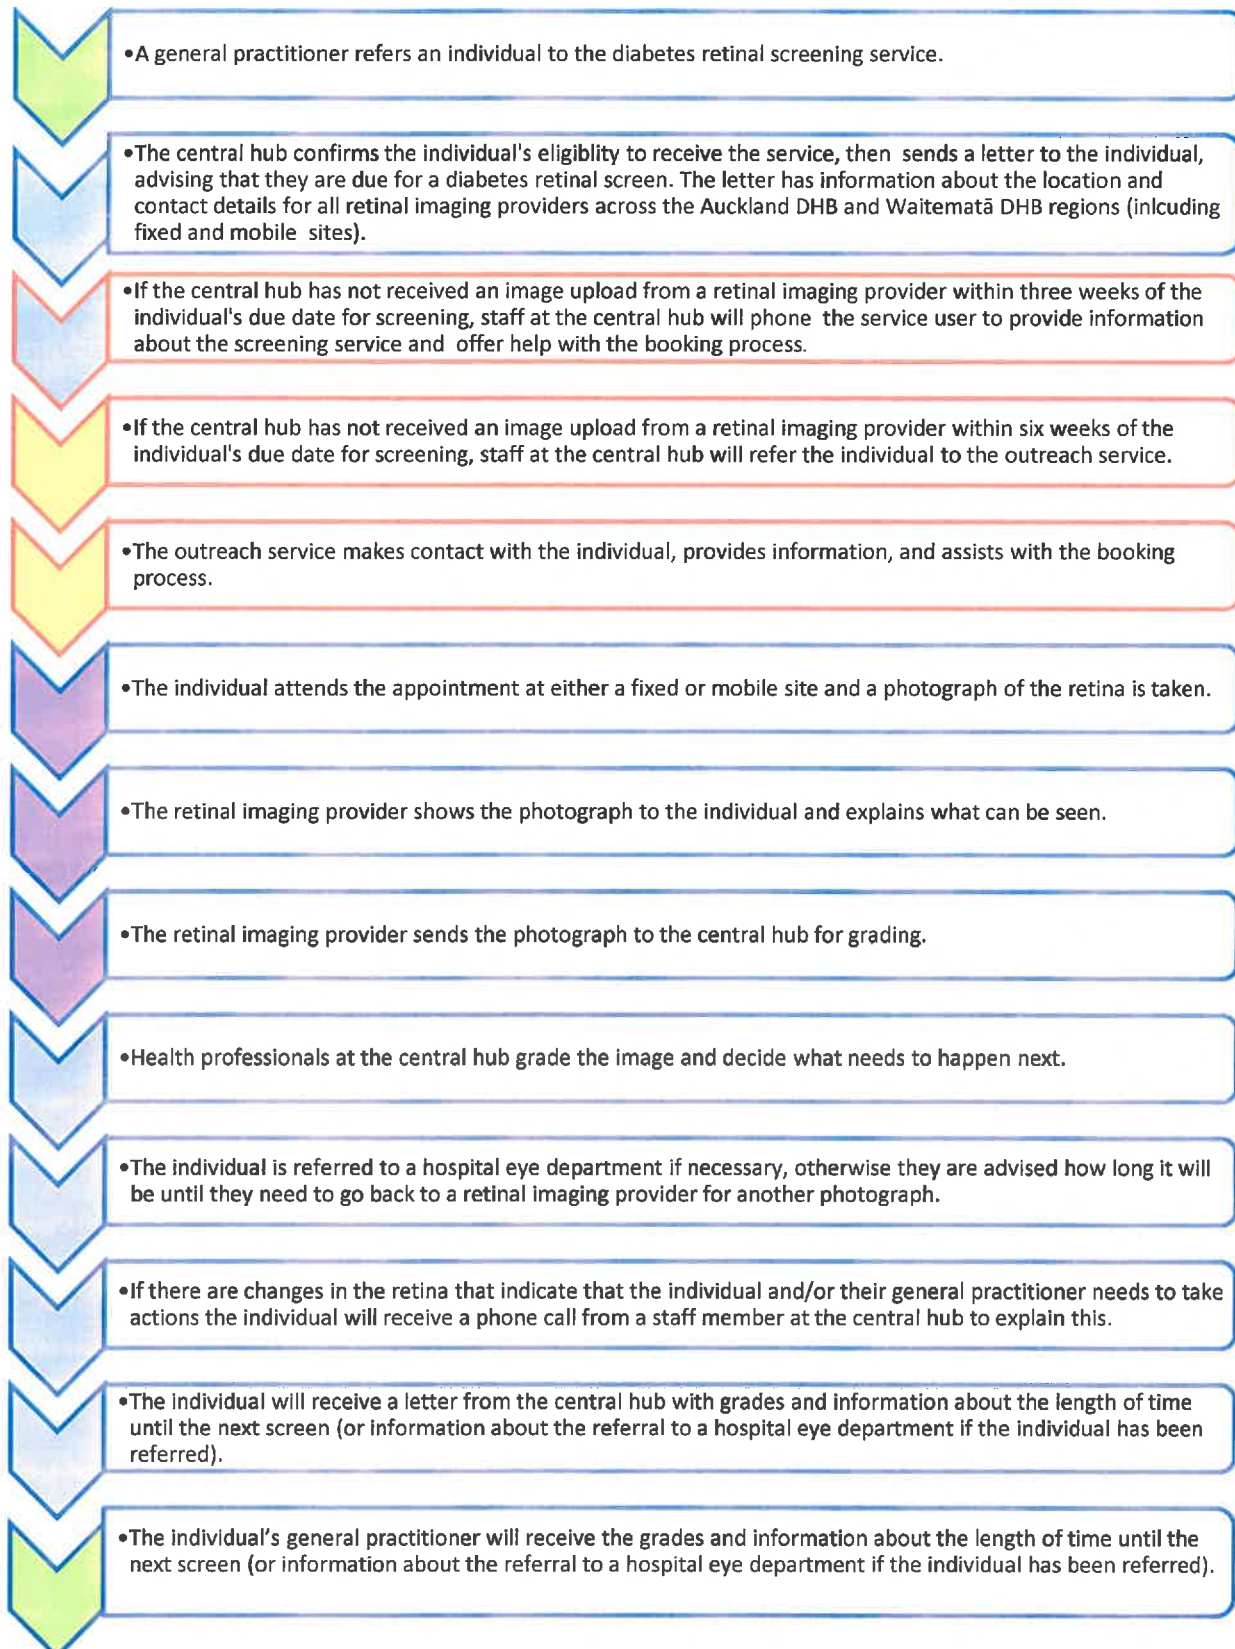 •A general practitioner refers an individual to the diabetes retinal screening service.
•The central hub confirms the individual's eligiblity to receive the service, then sends a letter to the individual,
advising that they are due for a diabetes retinal screen. The letter has information about the location and
contact details for all retinal imaging providers across the Auckland DHB and Waitematā DHB regions (inlcuding
fixed and mobile sites).
•If the central hub has not received an image upload from a retinal imaging provider within three weeks of the
individual's due date for screening, staff at the central hub will phone the service user to provide information
about the screening service and offer help with the booking process.
•If the central hub has not received an image upload from a retinal imaging provider within six weeks of the
individual's due date for screening, staff at the central hub will refer the individual to the outreach service.
•The outreach service makes contact with the individual, provides information, and assists with the booking
process.
•The individual attends the appointment at either a fixed or mobile site and a photograph of the retina is taken.
•The retinal imaging provider shows the photograph to the individual and explains what can be seen.
•The retinal imaging provider sends the photograph to the central hub for grading.
•Health professionals at the central hub grade the image and decide what needs to happen next.
•The individual is referred to a hospital eye department if necessary, otherwise they are advised how long it will
be until they need to go back to a retinal imaging provider for another photograph.
•If there are changes in the retina that indicate that the individual and/or their general practitioner needs to take
actions the individual will receive a phone call from a staff member at the central hub to explain this.
•The individual will receive a letter from the central hub with grades and information about the length of time
until the next screen (or information about the referral to a hospital eye department if the individual has been
referred).
•The individual's general practitioner will receive the grades and information about the length of time until the
next screen (or information about the referral to a hospital eye department if the individual has been referred).